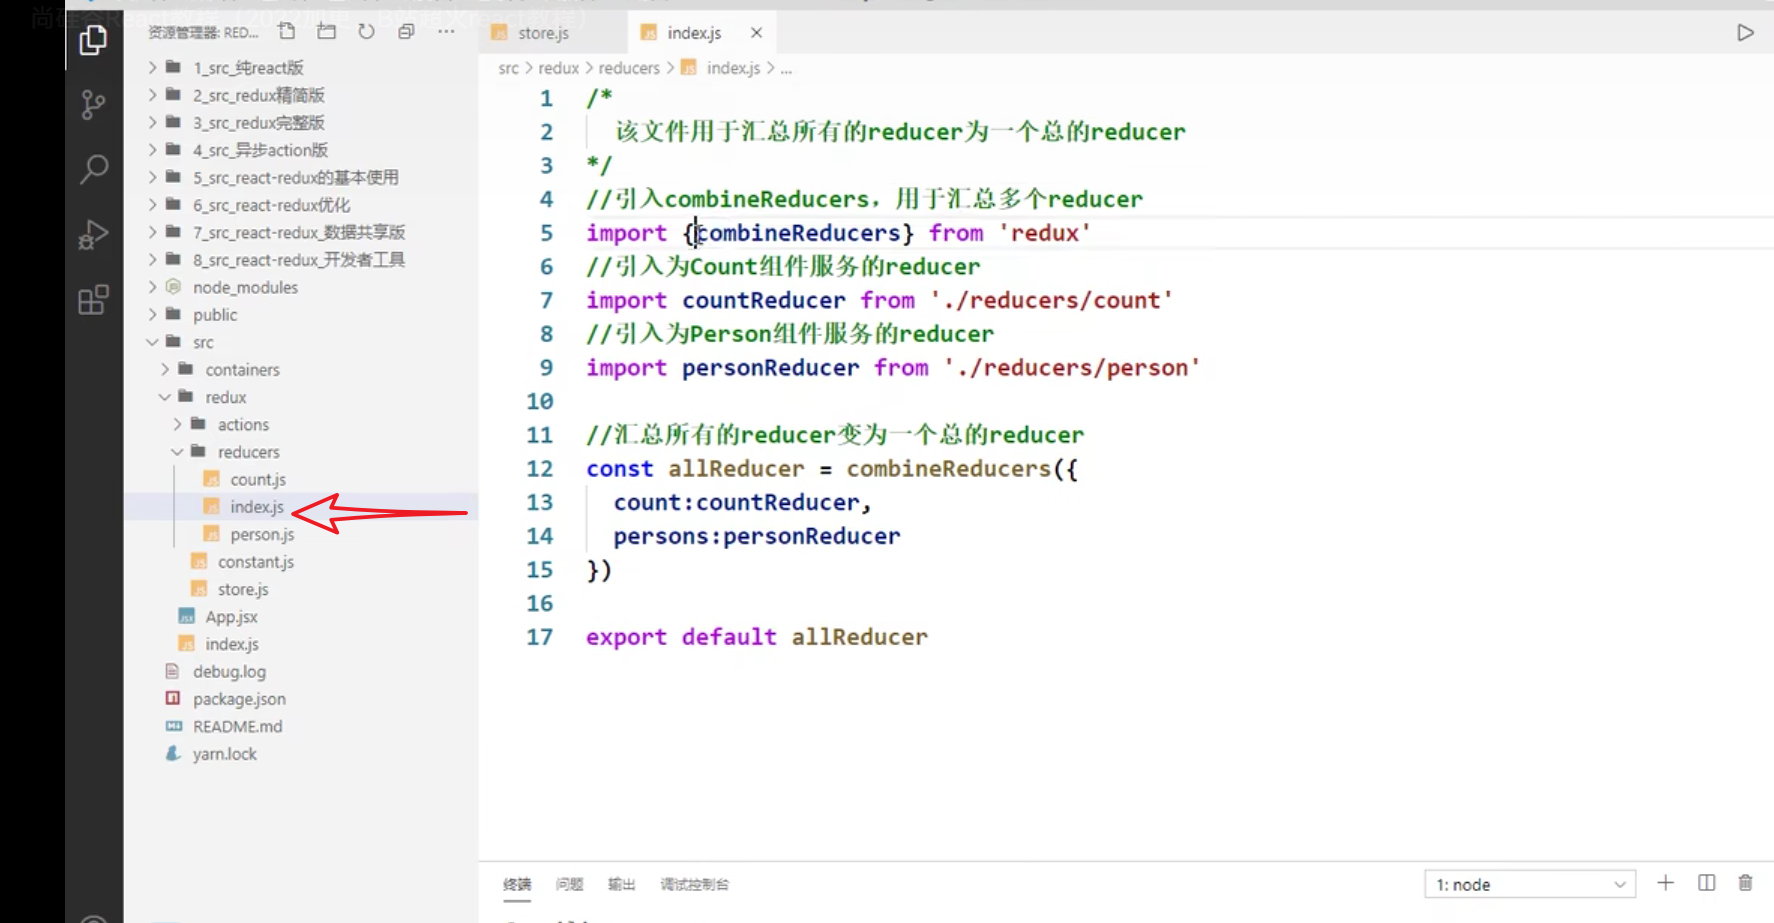 资源管理器: RED...
1_src_纯react版
2_src_redux精简版
3_src_redux完整版
4_src_异步action版
5_src_react-redux的基本使用
6_src_react-redux优化
7_src_react-redux_数据共享版
8_src_react-redux_开发者工具
node_modules
public
src
containers
redux
actions
reducers
count.js
index.js
person.js
constant.js
store.js
App.jsx
index.js
debug.log
package.json
README.md
yarn.lock
store.js index.js
src > redux > reducers > index.js > ...
1 /*
2 该文件用于汇总所有的reducer为一个总的reducer
3 */
4 //引入combineReducers，用于汇总多个reducer
5 import {combineReducers} from 'redux'
6 //引入为Count组件服务的reducer
7 import countReducer from './reducers/count'
8 //引入为Person组件服务的reducer
9 import personReducer from './reducers/person'
10
11 //汇总所有的reducer变为一个总的reducer
12 const allReducer = combineReducers({
13 count:countReducer,
14 persons:personReducer
15 })
16
17 export default allReducer
终端 问题 输出 调试控制台 1: node